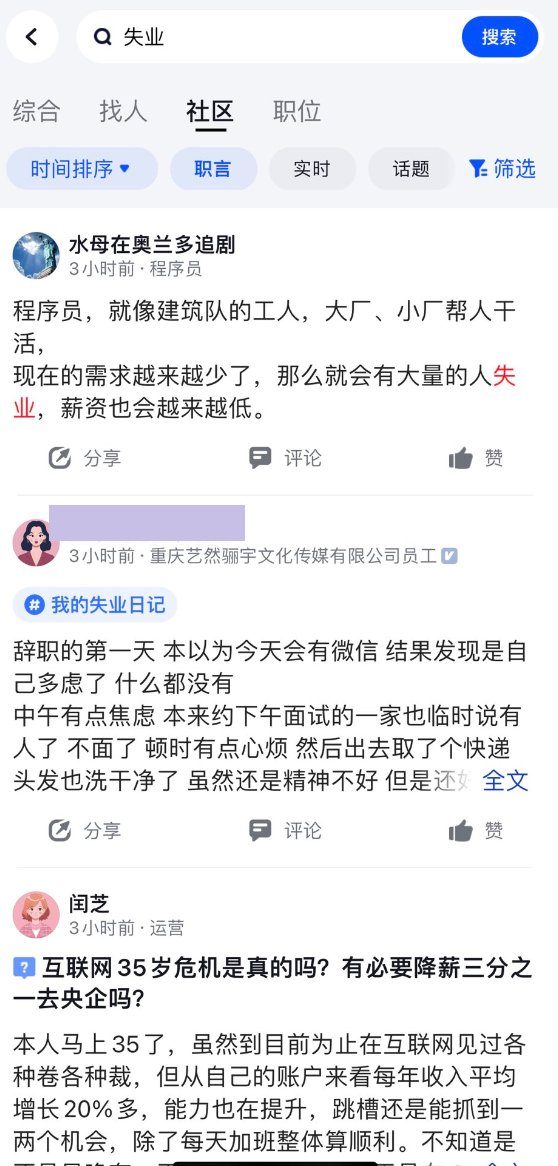 失业
搜索
综合
找人
社区
职位
时间排序
职言
实时
话题
筛选
水母在奥兰多追剧
3小时前 · 程序员
程序员，就像建筑队的工人，大厂、小厂帮人干
活，
现在的需求越来越少了，那么就会有大量的人失
业，薪资也会越来越低。
分享
评论
赞
3小时前 · 重庆艺然骊宇文化传媒有限公司员工
# 我的失业日记
辞职的第一天 本以为今天会有微信 结果发现是自
己多虑了 什么都没有
中午有点焦虑 本来约下午面试的一家也临时说有
人了 不面了 顿时有点心烦 然后出去取了个快递
头发也洗干净了 虽然还是精神不好 但是还好 全文
分享
评论
赞
闰芝
3小时前 · 运营
? 互联网35岁危机是真的吗？有必要降薪三分之
一去央企吗？
本人马上35了，虽然到目前为止在互联网见过各
种卷各种裁，但从自己的账户来看每年收入平均
增长20%多，能力也在提升，跳槽还是能抓到一
两个机会，除了每天加班整体算顺利。不知道是